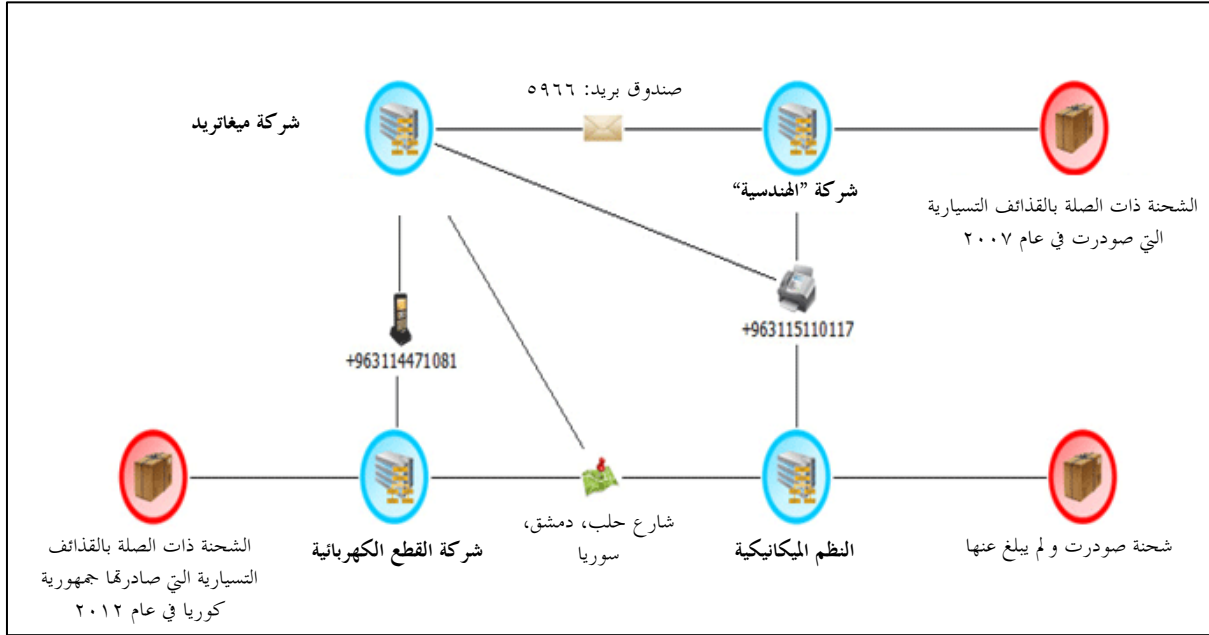 صندوق بريد: ٥٩٦٦
شركة ميغاتريد
شركة ”الهندسية“
الشحنة ذات الصلة بالقذائف التسيارية
التي صودرت في عام ٢٠٠٧
+963115110117
+963114471081
شارع حلب، دمشق،
سوريا
شحنة صودرت و لم يبلغ عنها
النظم الميكانيكية
شركة القطع الكهربائية
الشحنة ذات الصلة بالقذائف
التسيارية التي صادرتها جمهورية
كوريا في عام ٢٠١٢